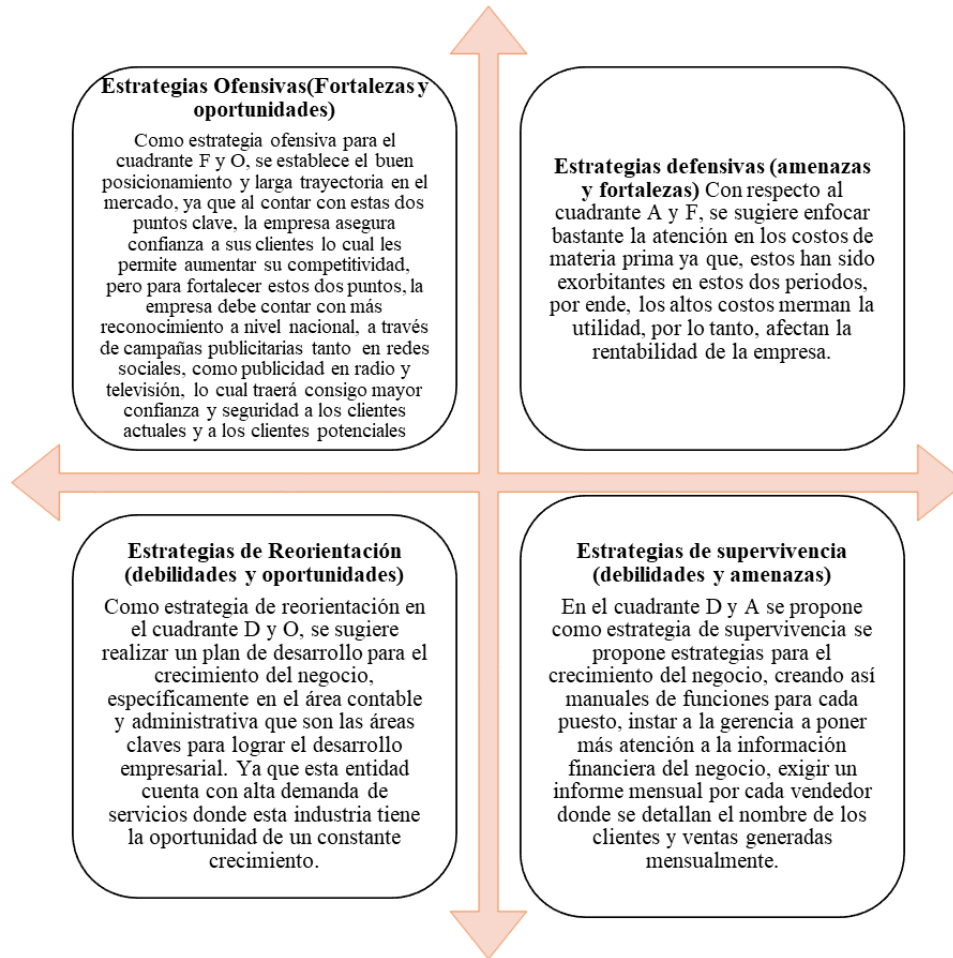 Estrategias Ofensivas(Fortalezas y
oportunidades)
Como estrategia ofensiva para el
cuadrante F y O, se establece el buen
posicionamiento y larga trayectoria en el
mercado, ya que al contar con estas dos
puntos clave, la empresa asegura
confianza a sus clientes lo cual les
permite aumentar su competitividad,
pero para fortalecer estos dos puntos, la
empresa debe contar con más
reconocimiento a nivel nacional, a través
de campañas publicitarias tanto en redes
sociales, como publicidad en radio y
televisión, lo cual traerá consigo mayor
confianza y seguridad a los clientes
actuales y a los clientes potenciales
Estrategias defensivas (amenazas
y fortalezas) Con respecto al
cuadrante A y F, se sugiere enfocar
bastante la atención en los costos de
materia prima ya que, estos han sido
exorbitantes en estos dos periodos,
por ende, los altos costos merman la
utilidad, por lo tanto, afectan la
rentabilidad de la empresa.
Estrategias de Reorientación
(debilidades y oportunidades)
Como estrategia de reorientación en
el cuadrante D y O, se sugiere
realizar un plan de desarrollo para el
crecimiento del negocio,
específicamente en el área contable
y administrativa que son las áreas
claves para lograr el desarrollo
empresarial. Ya que esta entidad
cuenta con alta demanda de
servicios donde esta industria tiene
la oportunidad de un constante
crecimiento.
Estrategias de supervivencia
(debilidades y amenazas)
En el cuadrante D y A se propone
como estrategia de supervivencia se
propone estrategias para el
crecimiento del negocio, creando así
manuales de funciones para cada
puesto, instar a la gerencia a poner
más atención a la información
financiera del negocio, exigir un
informe mensual por cada vendedor
donde se detallan el nombre de los
clientes y ventas generadas
mensualmente.